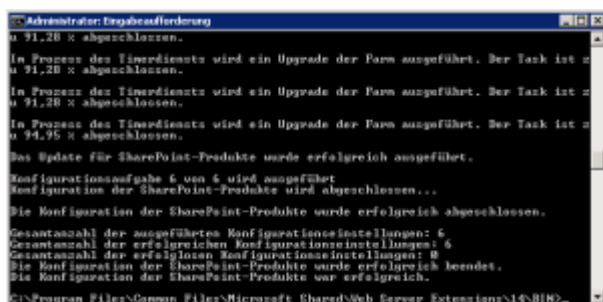 Administrator: Eingabeaufforderung
u 91,28 % abgeschlossen.
Im Prozess des Timerdiensts wird ein Upgrade der Farm ausgeführt. Der Task ist z
u 91,28 % abgeschlossen.
Im Prozess des Timerdiensts wird ein Upgrade der Farm ausgeführt. Der Task ist z
u 91,28 % abgeschlossen.
Im Prozess des Timerdiensts wird ein Upgrade der Farm ausgeführt. Der Task ist z
u 94,95 % abgeschlossen.
Das Update für SharePoint-Produkte wurde erfolgreich ausgeführt.
Konfigurationsaufgabe 6 von 6 wird ausgeführt
Konfiguration der SharePoint-Produkte wird abgeschlossen...
Die Konfiguration der SharePoint-Produkte wurde erfolgreich abgeschlossen.
Gesamtanzahl der ausgeführten Konfigurationseinstellungen: 6
Gesamtanzahl der erfolgreichen Konfigurationseinstellungen: 6
Gesamtanzahl der erfolglosen Konfigurationseinstellungen: 0
Die Konfiguration der SharePoint-Produkte wurde erfolgreich beendet.
Die Konfiguration der SharePoint-Produkte war erfolgreich.
C:\Program Files\Common Files\Microsoft Shared\Web Server Extensions\14\BIN>_